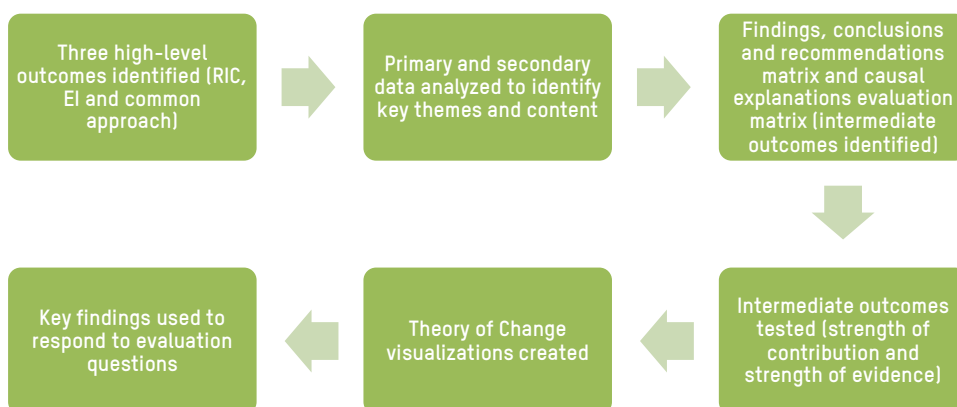 Three high-level
outcomes identified (RIC,
EI and common
approach)
Primary and secondary
data analyzed to identify
key themes and content
Findings, conclusions
and recommendations
matrix and causal
explanations evaluation
matrix (intermediate
outcomes identified)
Intermediate outcomes
tested (strength of
contribution and
strength of evidence)
Theory of Change
visualizations created
Key findings used to
respond to evaluation
questions